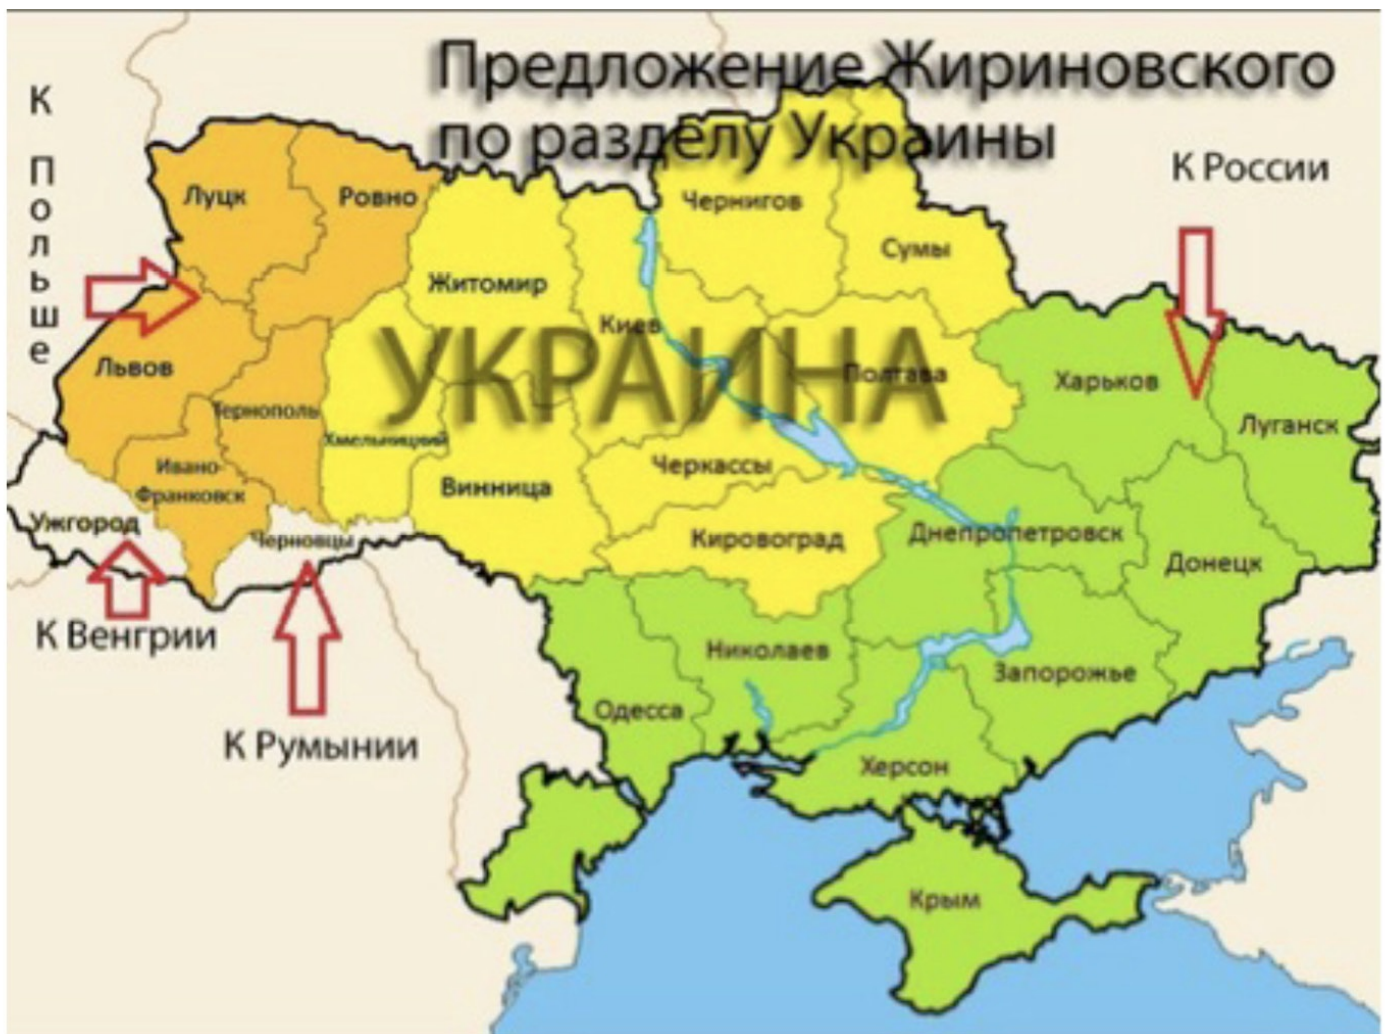 Предложение Жириновского
по разделу Украины
К Польше
К России
Луцк
Ровно
Чернигов
Сумы
Житомир
Киев
УКРАИНА
Львов
Тернополь
Хмельницкий
Полтава
Харьков
Луганск
Ивано-
Франковск
Винница
Черкассы
Ужгород
Черновцы
Кировоград
Днепропетровск
Донецк
К Венгрии
Николаев
Запорожье
Одесса
К Румынии
Херсон
Крым